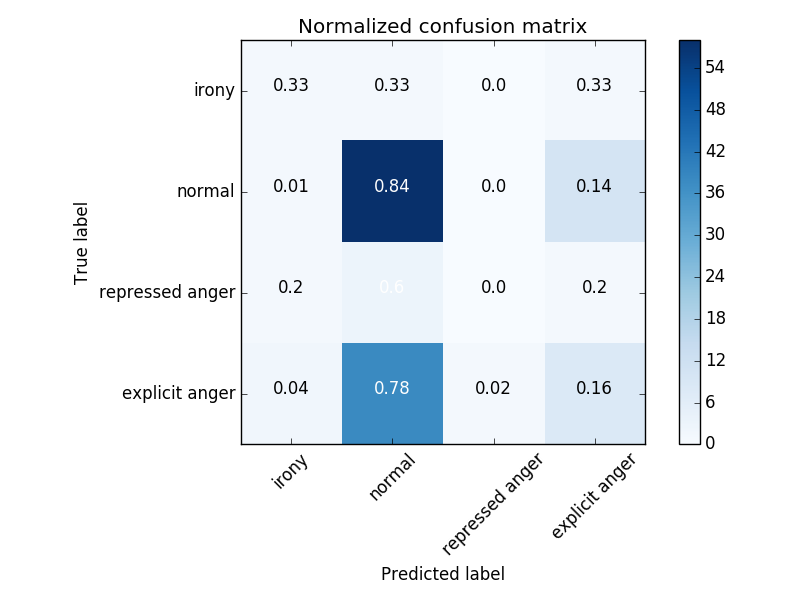 Normalized confusion matrix
irony 0.33 0.33 0.0 0.33
normal 0.01 0.84 0.0 0.14
repressed anger 0.2 0.6 0.0 0.2
explicit anger 0.04 0.78 0.02 0.16
True label
irony normal repressed anger explicit anger
Predicted label
54
48
42
36
30
24
18
12
6
0